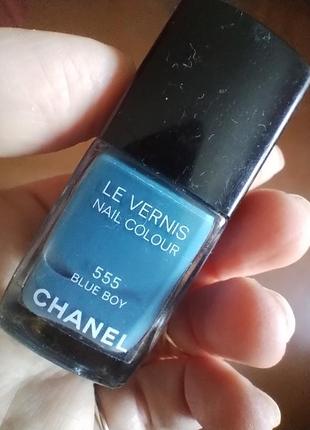 LE VERNIS
NAIL COLOUR
555
BLUE BOY
CHANEL